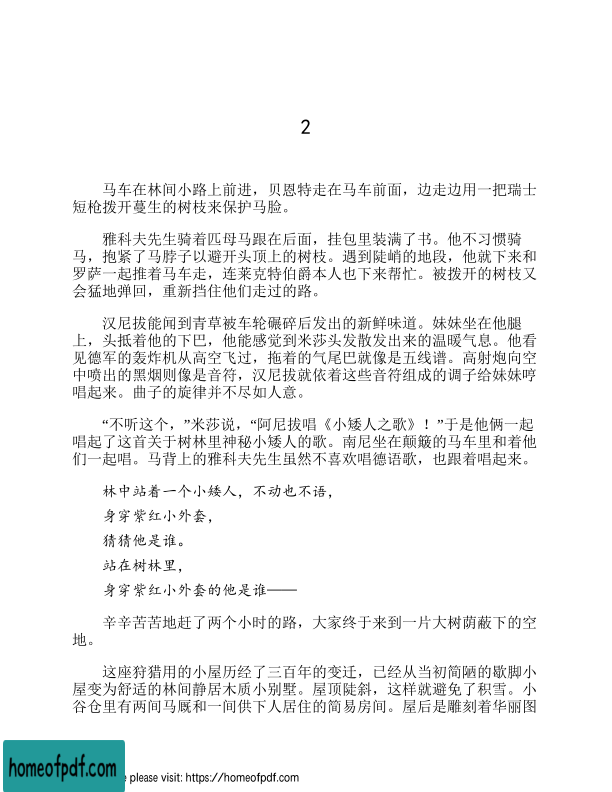 2
马车在林间小路上前进，贝恩特走在马车前面，边走边用一把瑞士
短枪拨开蔓生的树枝来保护马脸。
雅科夫先生骑着匹母马跟在后面，挂包里装满了书。他不习惯骑
马，抱紧了马脖子以避开头顶上的树枝。遇到陡峭的地段，他就下来和
罗萨一起推着马车走，连莱克特伯爵本人也下来帮忙。被拨开的树枝又
会猛地弹回，重新挡住他们走过的路。
汉尼拔能闻到青草被车轮碾碎后发出的新鲜味道。妹妹坐在他腿
上，头抵着他的下巴，他能感觉到米莎头发散发出来的温暖气息。他看
见德军的轰炸机从高空飞过，拖着的气尾巴就像是五线谱。高射炮向空
中喷出的黑烟则像是音符，汉尼拔就依着这些音符组成的调子给妹妹哼
唱起来。曲子的旋律并不尽如人意。
“不听这个，”米莎说，“阿尼拔唱《小矮人之歌》！”于是他俩一起
唱起了这首关于树林里神秘小矮人的歌。南尼坐在颠簸的马车里和着他
们一起唱。马背上的雅科夫先生虽然不喜欢唱德语歌，也跟着唱起来。
林中站着一个小矮人，不动也不语，
身穿紫红小外套，
猜猜他是谁。
站在树林里，
身穿紫红小外套的他是谁——
辛辛苦苦地赶了两个小时的路，大家终于来到一片大树荫蔽下的空
地。
这座狩猎用的小屋历经了三百年的变迁，已经从当初简陋的歇脚小
屋变为舒适的林间静居木质小别墅。屋顶陡斜，这样就避免了积雪。小
谷仓里有两间马厩和一间供下人居住的简易房间。屋后是雕刻着华丽图
homeofpdf.com
e please visit: https://homeofpdf.com